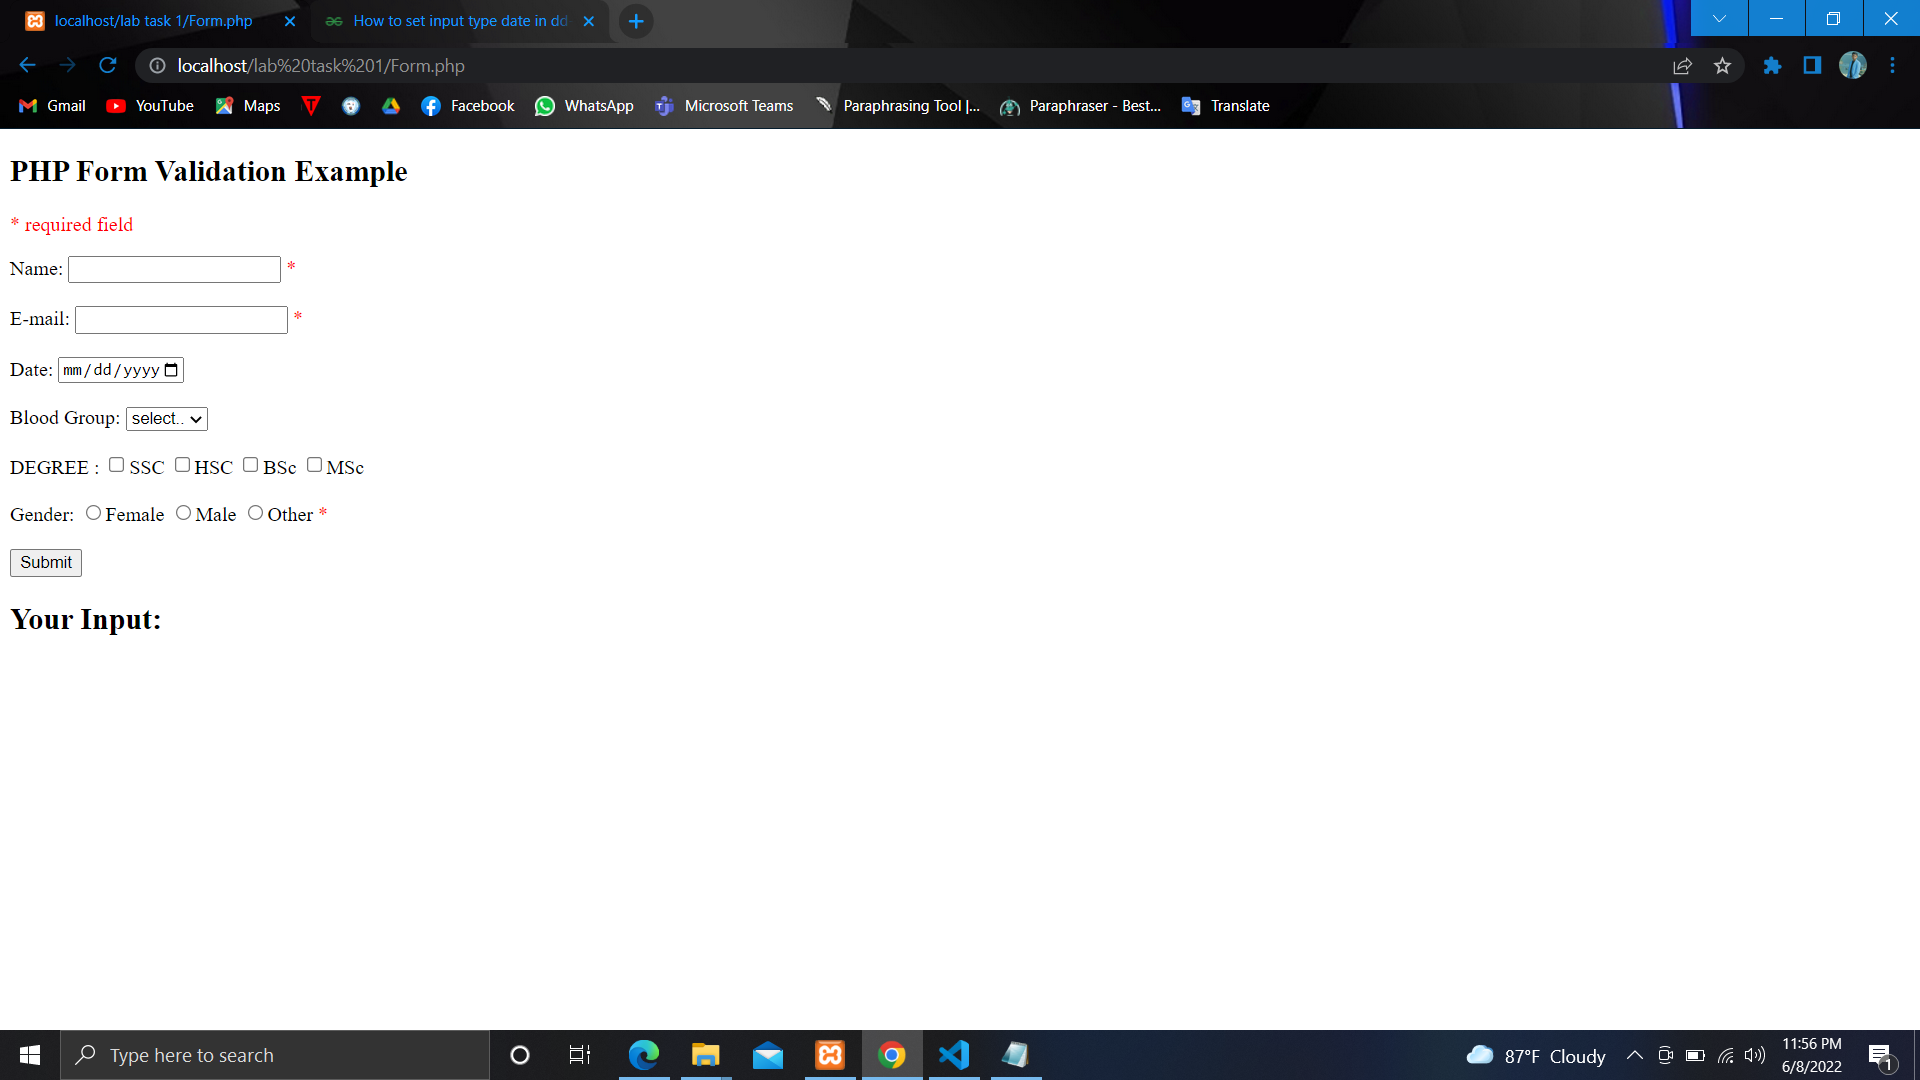 localhost/lab task 1/Form.php
How to set input type date in dd
localhost/lab%20task%201/Form.php
Gmail YouTube Maps Facebook WhatsApp Microsoft Teams Paraphrasing Tool |... Paraphraser - Best... Translate
PHP Form Validation Example
* required field
Name: *
E-mail: *
Date: mm/dd/yyyy
Blood Group: select..
DEGREE : SSC HSC BSc MSc
Gender: Female Male Other *
Submit
Your Input:
Type here to search
87°F Cloudy
11:56 PM
6/8/2022
1